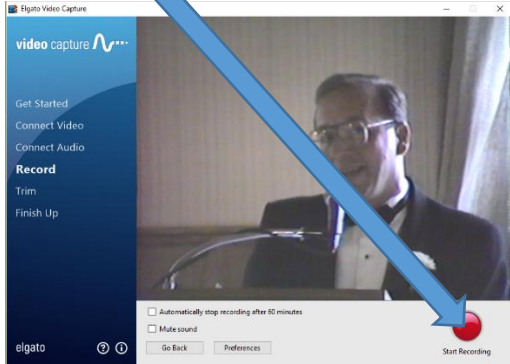 Elgato Video Capture
video capture
Get Started
Connect Video
Connect Audio
Record
Trim
Finish Up
Automatically stop recording after 60 minutes
Mute sound
Go Back
Preferences
Start Recording
elgato